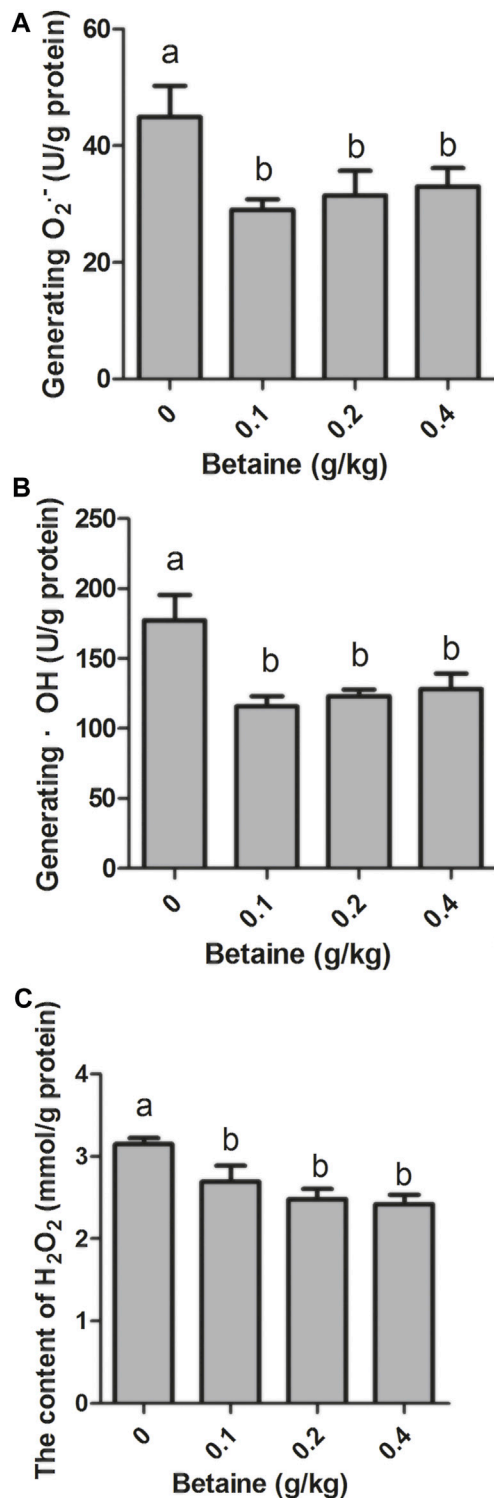 A
Generating O₂·⁻ (U/g protein)
60
40
20
0
a
b
b
b
0
0.1
0.2
0.4
Betaine (g/kg)
B
Generating · OH (U/g protein)
250
200
150
100
50
0
a
b
b
b
0
0.1
0.2
0.4
Betaine (g/kg)
C
The content of H₂O₂ (mmol/g protein)
4
3
2
1
0
a
b
b
b
0
0.1
0.2
0.4
Betaine (g/kg)